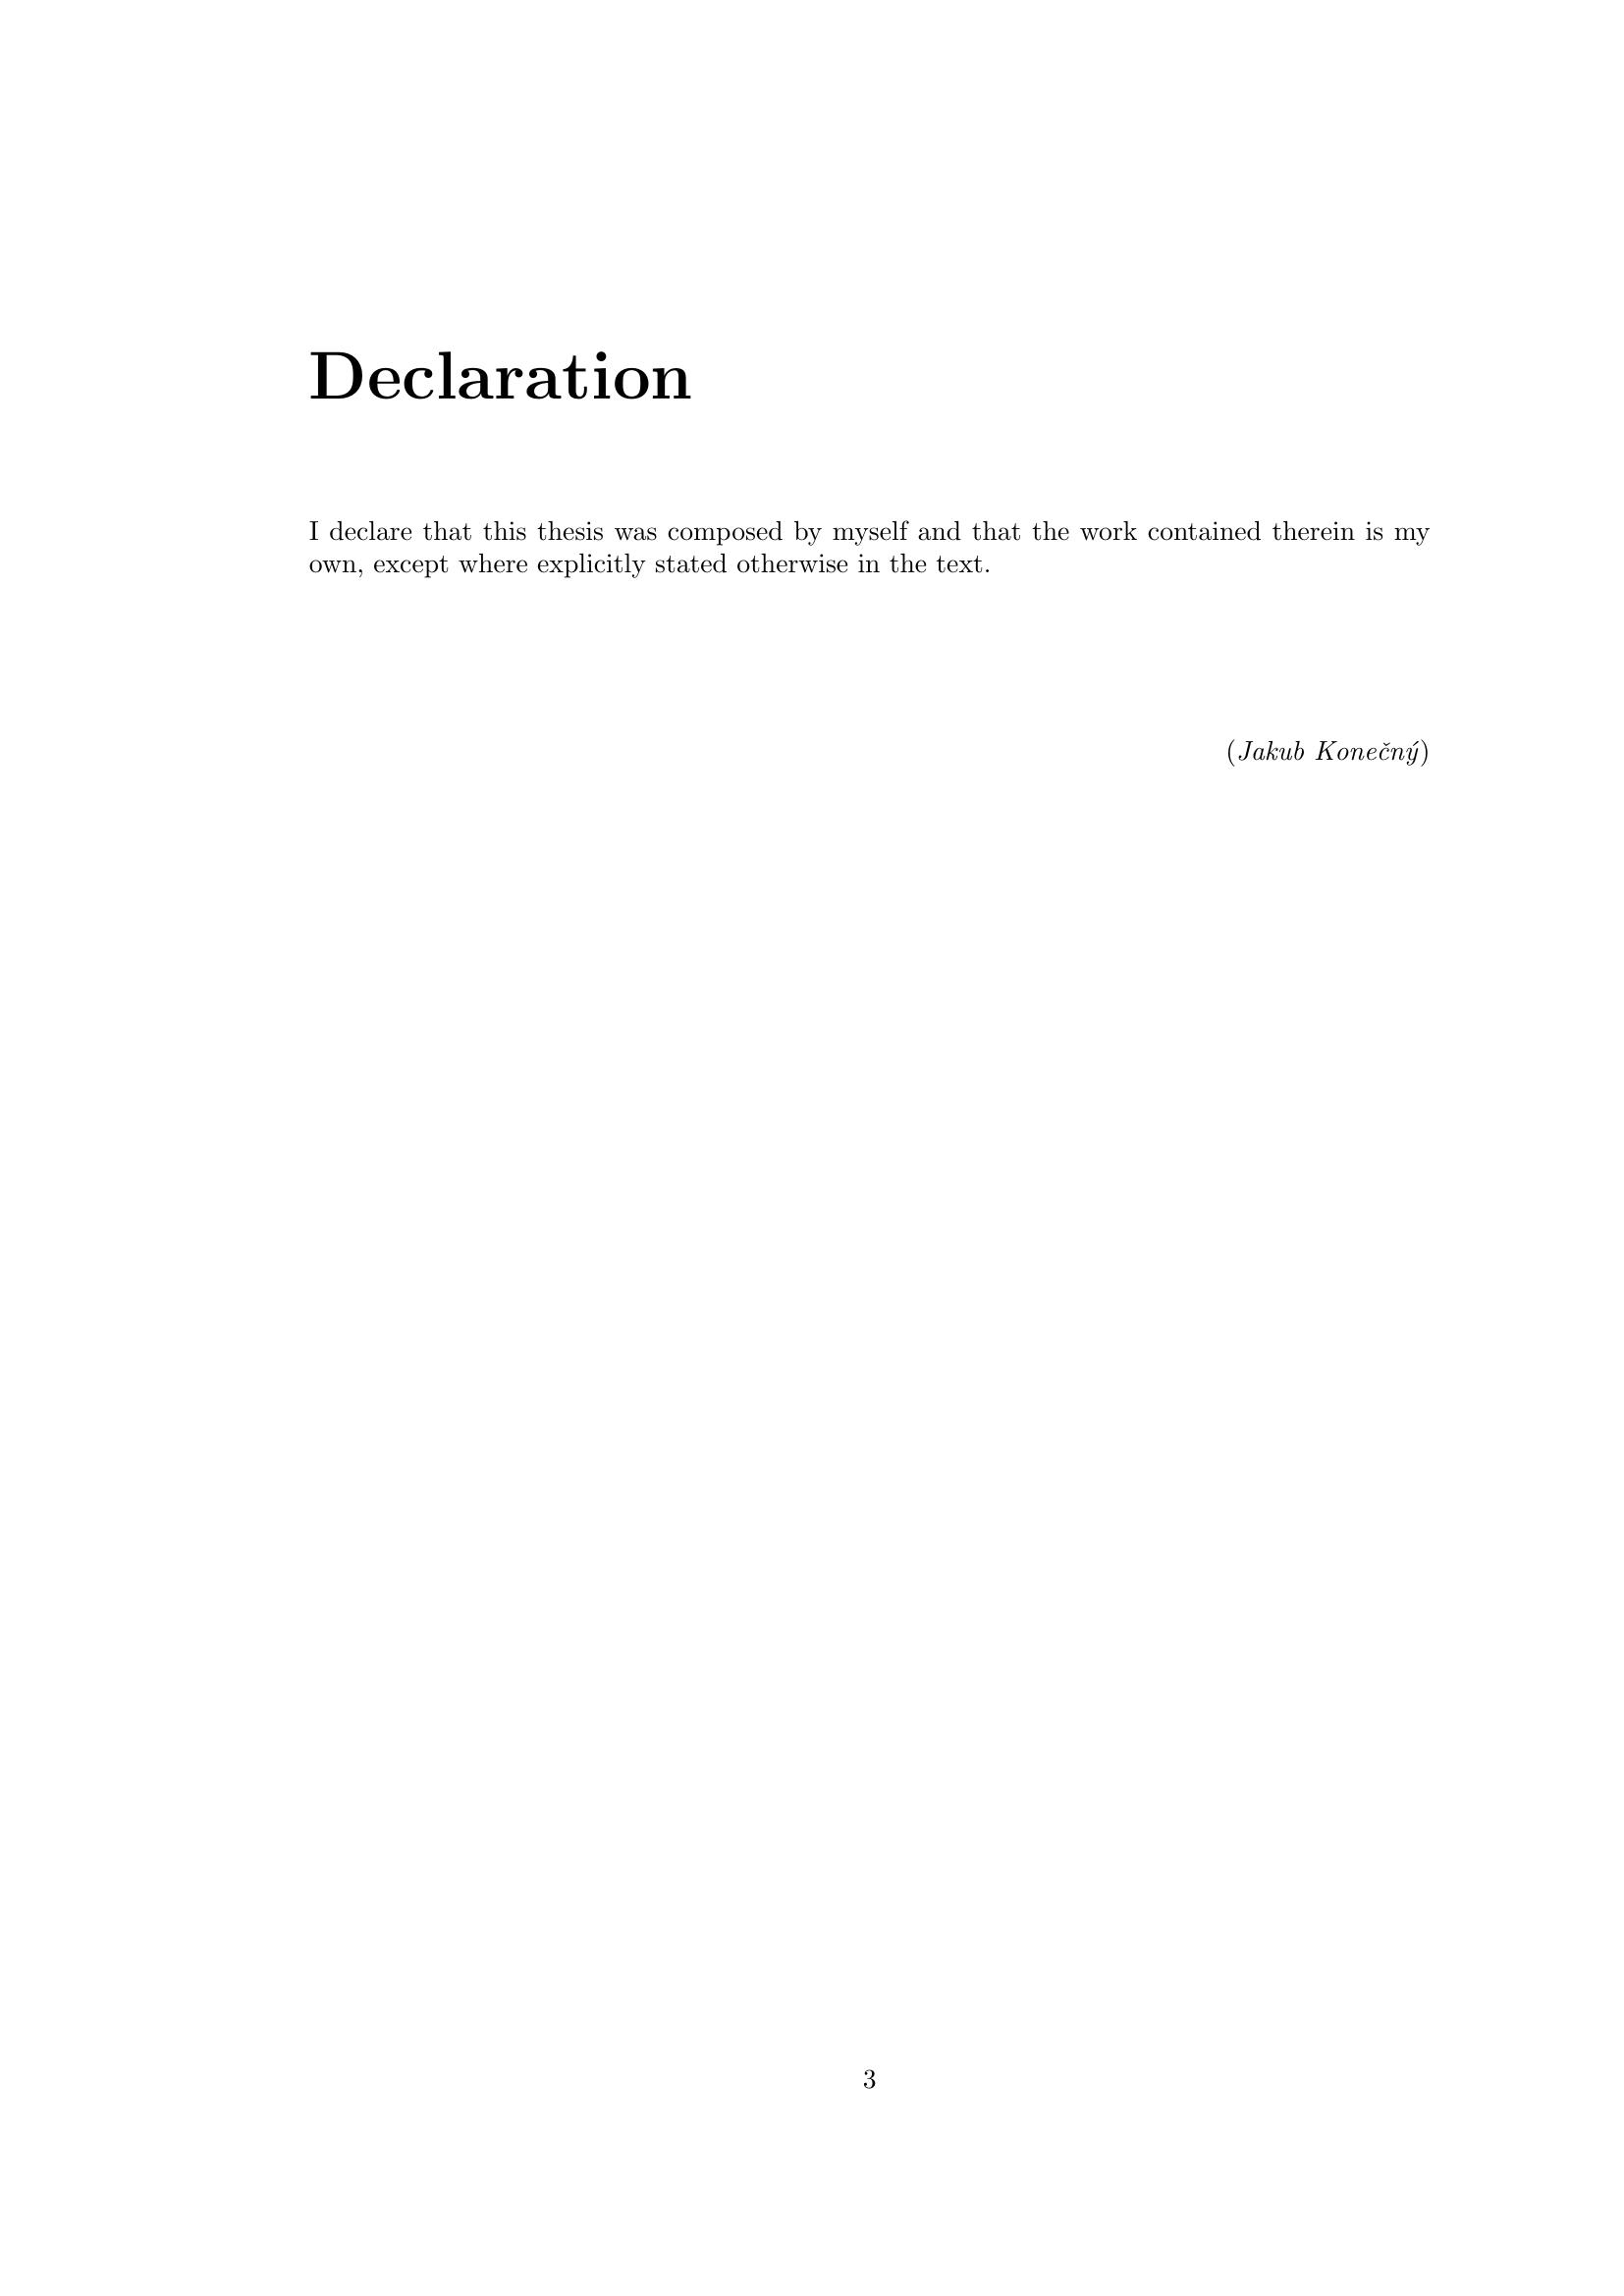 Declaration
I declare that this thesis was composed by myself and that the work contained therein is my
own, except where explicitly stated otherwise in the text.
(Jakub Konečný)
3